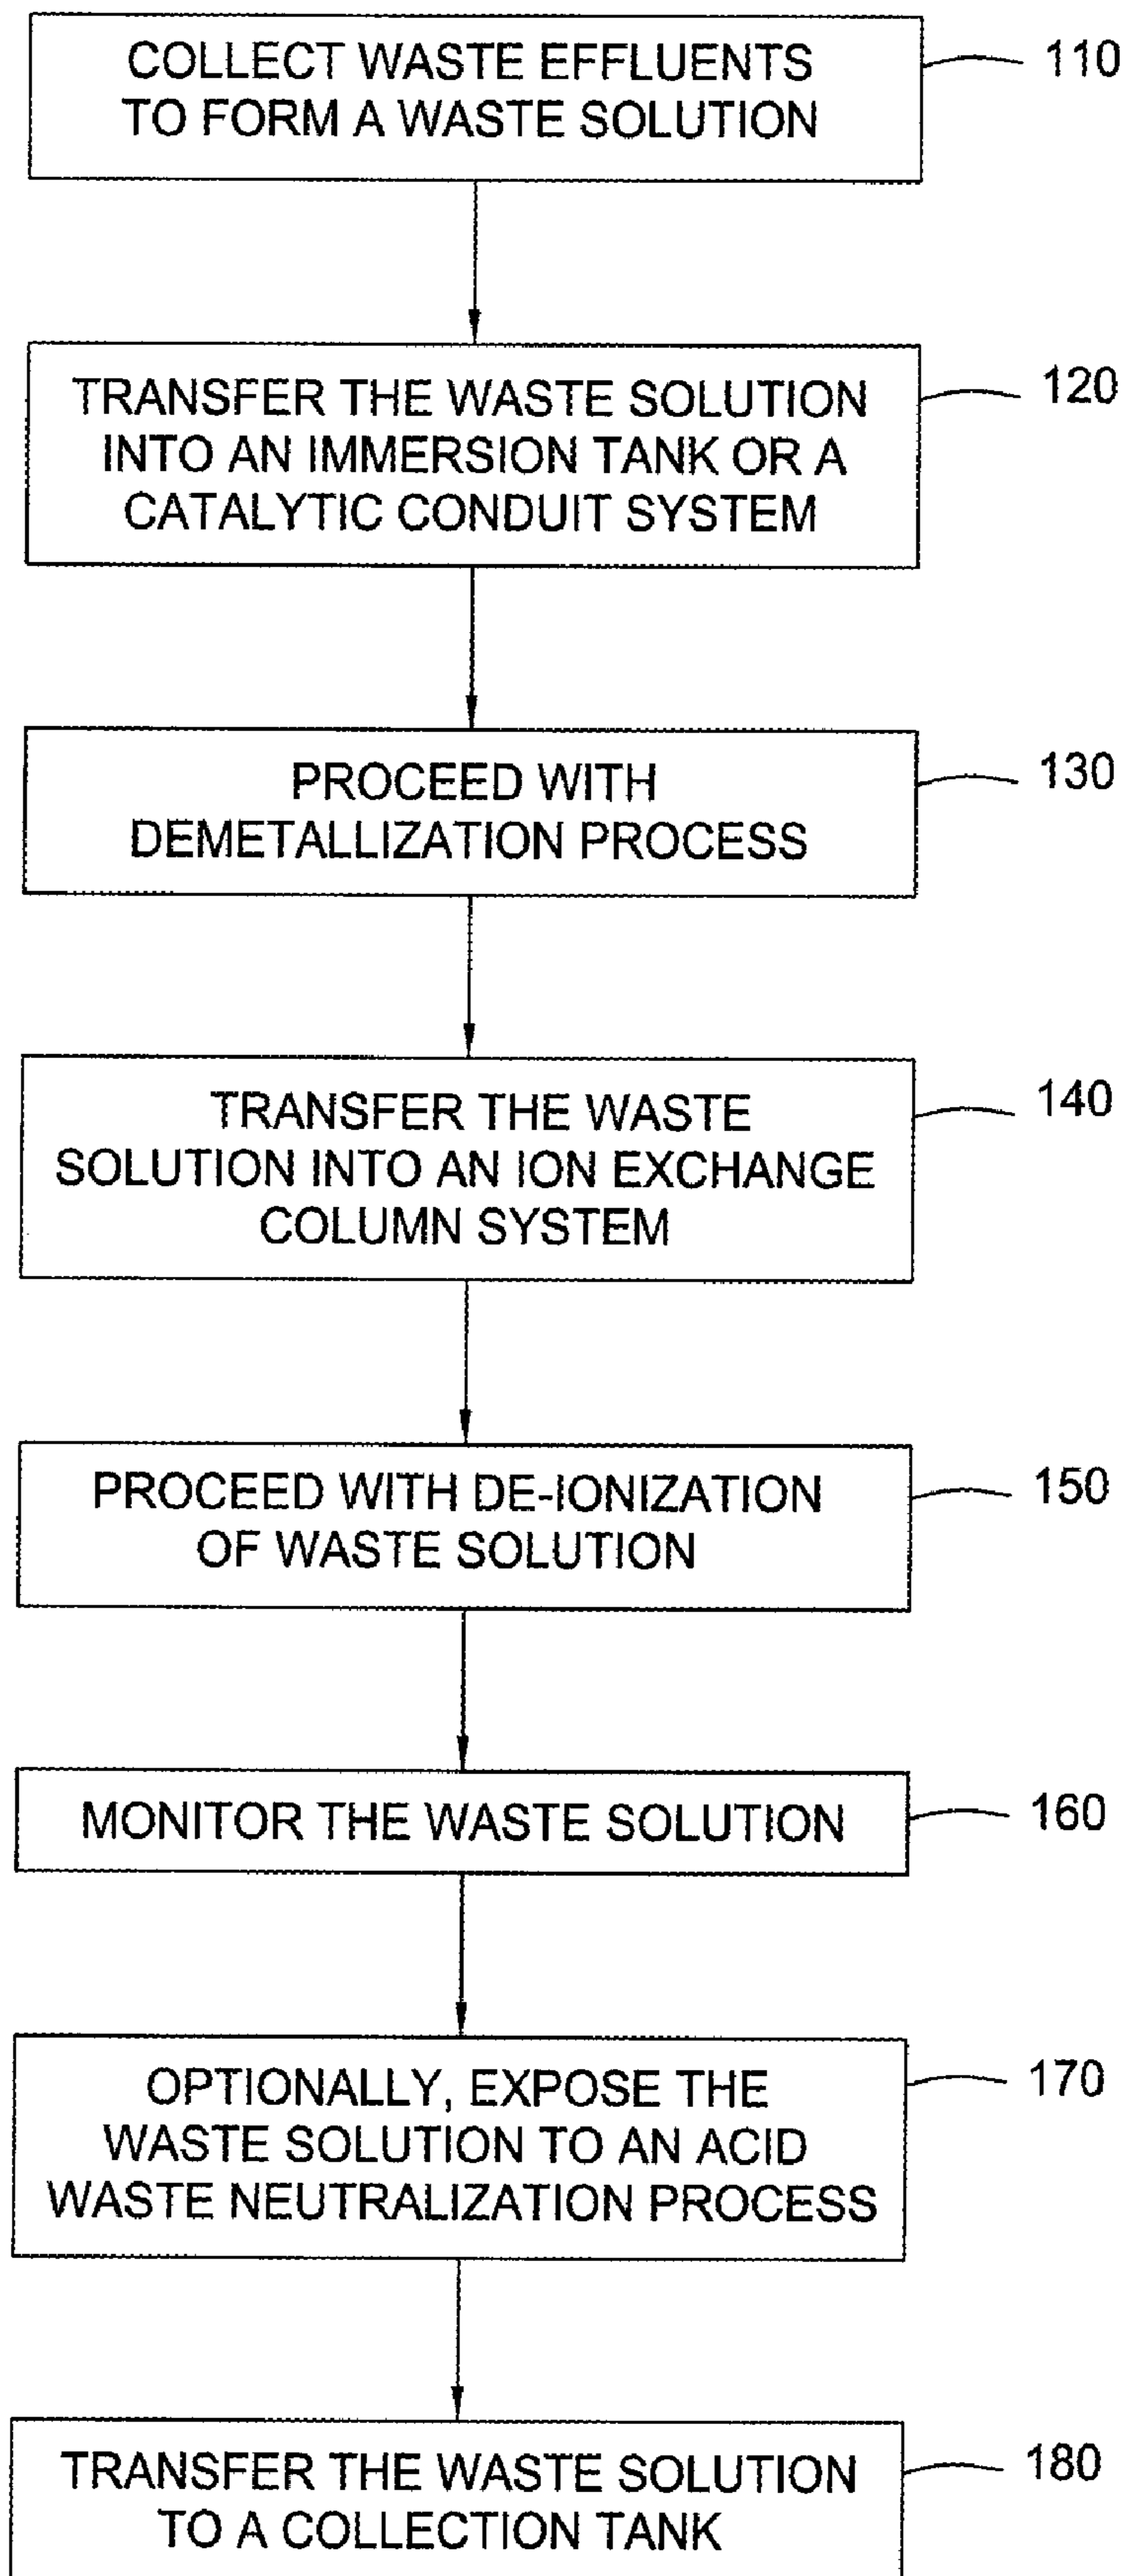 COLLECT WASTE EFFLUENTS
TO FORM A WASTE SOLUTION
110
TRANSFER THE WASTE SOLUTION
INTO AN IMMERSION TANK OR A
CATALYTIC CONDUIT SYSTEM
120
PROCEED WITH
DEMETALLIZATION PROCESS
130
TRANSFER THE WASTE
SOLUTION INTO AN ION EXCHANGE
COLUMN SYSTEM
140
PROCEED WITH DE-IONIZATION
OF WASTE SOLUTION
150
MONITOR THE WASTE SOLUTION
160
OPTIONALLY, EXPOSE THE
WASTE SOLUTION TO AN ACID
WASTE NEUTRALIZATION PROCESS
170
TRANSFER THE WASTE SOLUTION
TO A COLLECTION TANK
180